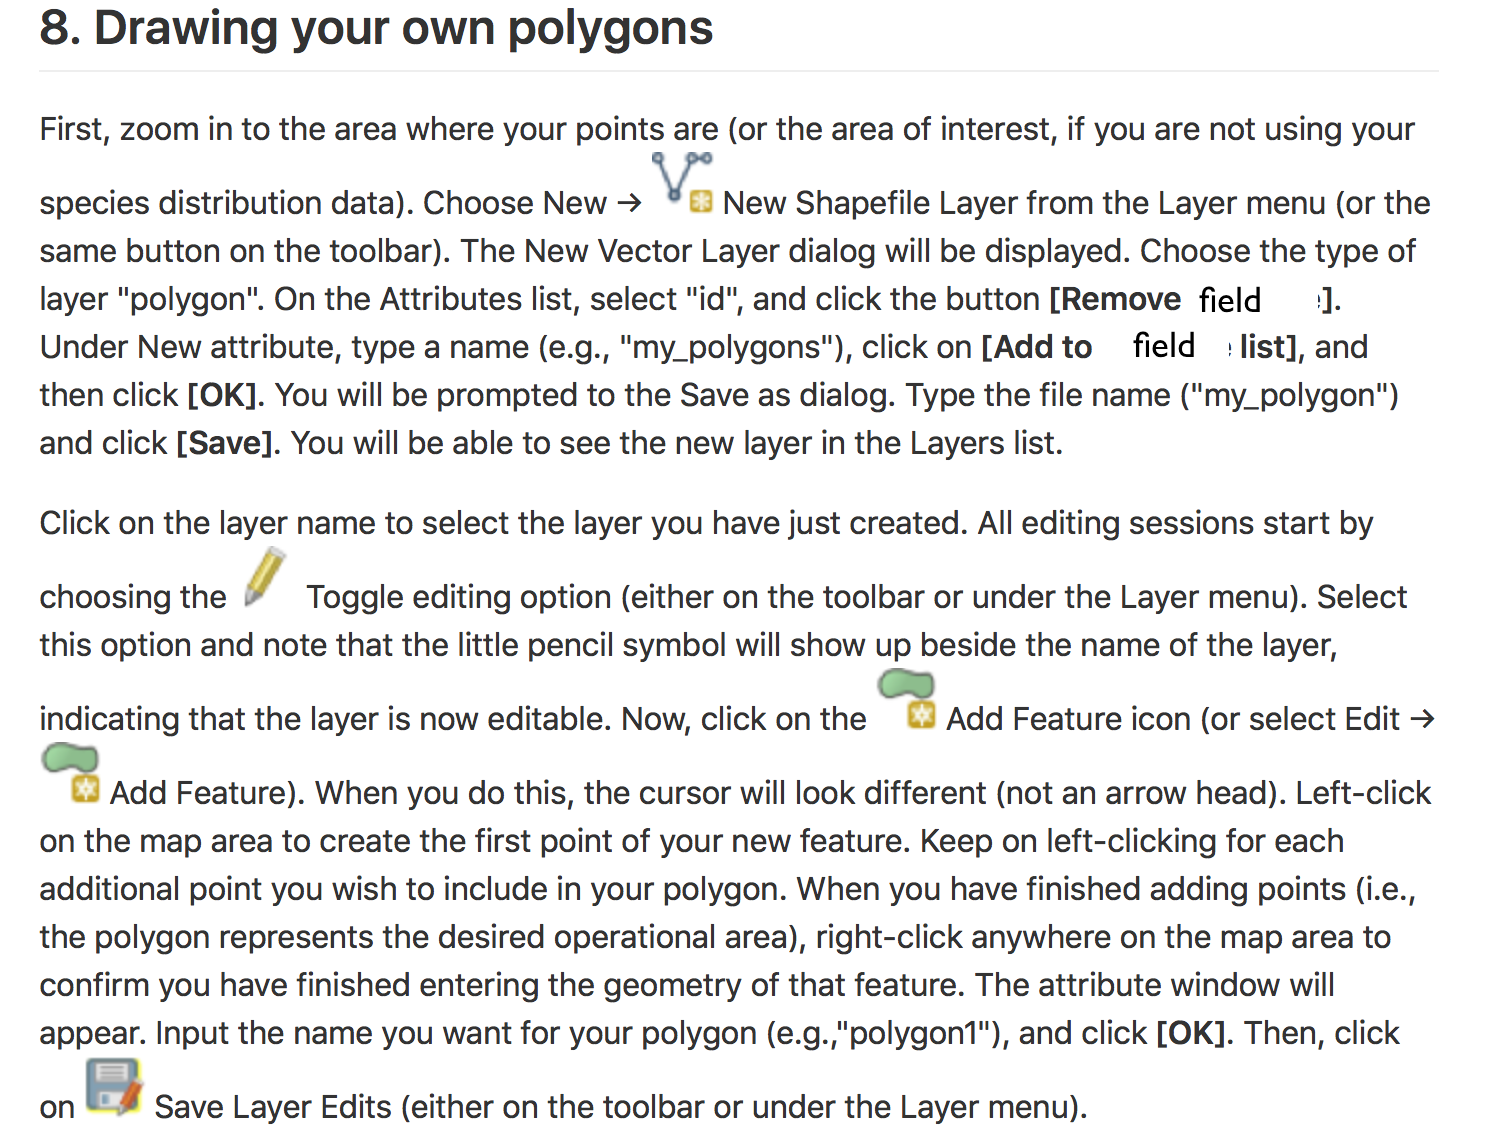 8. Drawing your own polygons
First, zoom in to the area where your points are (or the area of interest, if you are not using your
species distribution data). Choose New → New Shapefile Layer from the Layer menu (or the
same button on the toolbar). The New Vector Layer dialog will be displayed. Choose the type of
layer "polygon". On the Attributes list, select "id", and click the button [Remove field ].
Under New attribute, type a name (e.g., "my_polygons"), click on [Add to field list], and
then click [OK]. You will be prompted to the Save as dialog. Type the file name ("my_polygon")
and click [Save]. You will be able to see the new layer in the Layers list.
Click on the layer name to select the layer you have just created. All editing sessions start by
choosing the Toggle editing option (either on the toolbar or under the Layer menu). Select
this option and note that the little pencil symbol will show up beside the name of the layer,
indicating that the layer is now editable. Now, click on the Add Feature icon (or select Edit →
Add Feature). When you do this, the cursor will look different (not an arrow head). Left-click
on the map area to create the first point of your new feature. Keep on left-clicking for each
additional point you wish to include in your polygon. When you have finished adding points (i.e.,
the polygon represents the desired operational area), right-click anywhere on the map area to
confirm you have finished entering the geometry of that feature. The attribute window will
appear. Input the name you want for your polygon (e.g.,"polygon1"), and click [OK]. Then, click
on Save Layer Edits (either on the toolbar or under the Layer menu).